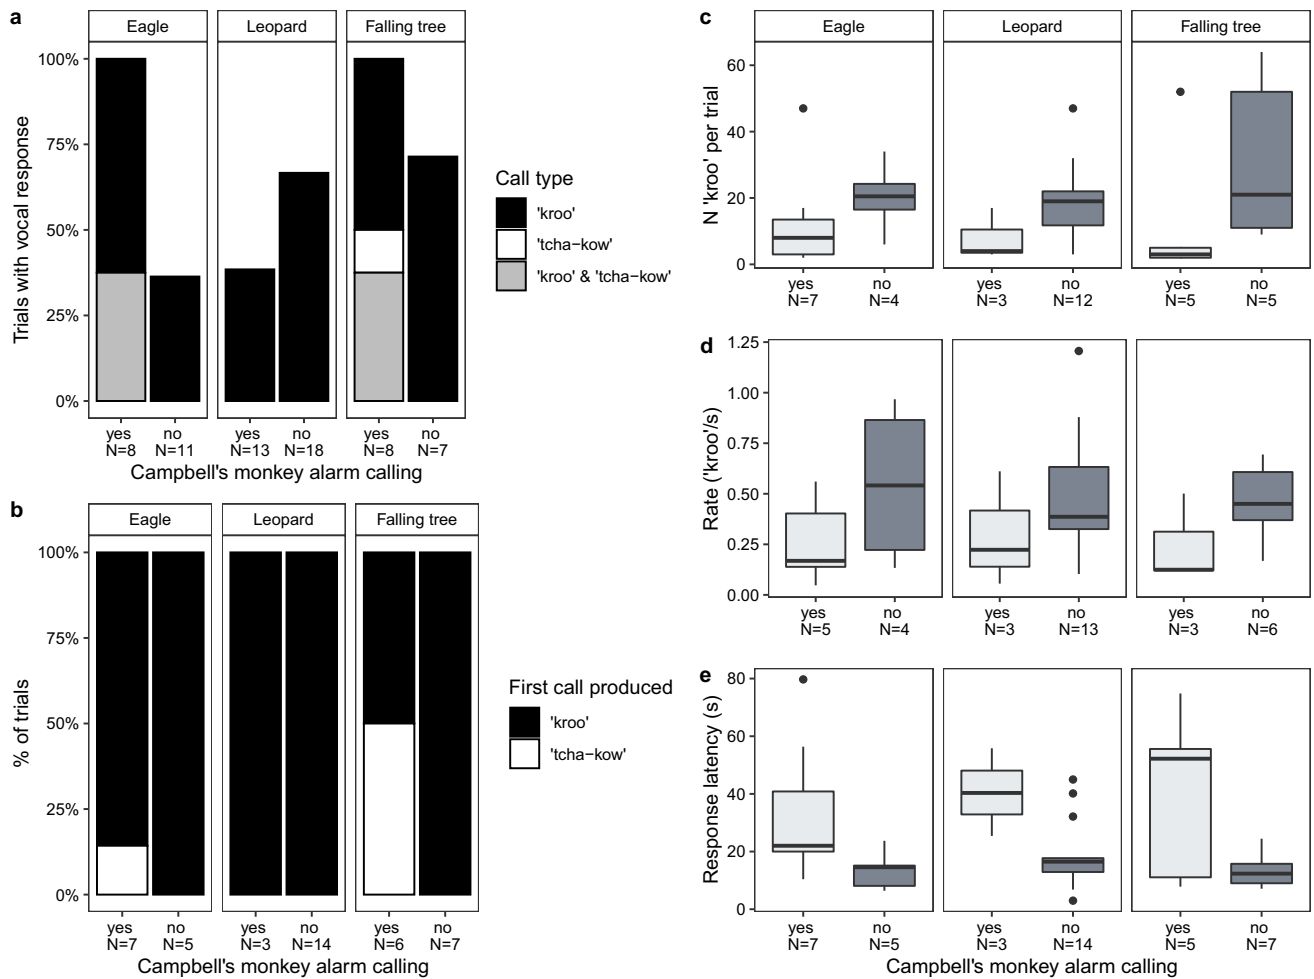 a
Eagle Leopard Falling tree
100%
75%
50%
25%
0%
Trials with vocal response
yes no yes no yes no
N=8 N=11 N=13 N=18 N=8 N=7
Campbell's monkey alarm calling
Call type
'kroo'
'tcha−kow'
'kroo' & 'tcha−kow'
b
Eagle Leopard Falling tree
100%
75%
50%
25%
0%
% of trials
yes no yes no yes no
N=7 N=5 N=3 N=14 N=6 N=7
Campbell's monkey alarm calling
First call produced
'kroo'
'tcha−kow'
c
Eagle Leopard Falling tree
60
40
20
0
N 'kroo' per trial
yes no yes no yes no
N=7 N=4 N=3 N=12 N=5 N=5
d
1.25
1.00
0.75
0.50
0.25
0.00
Rate ('kroo'/s)
yes no yes no yes no
N=5 N=4 N=3 N=13 N=3 N=6
e
80
60
40
20
0
Response latency (s)
yes no yes no yes no
N=7 N=5 N=3 N=14 N=5 N=7
Campbell's monkey alarm calling